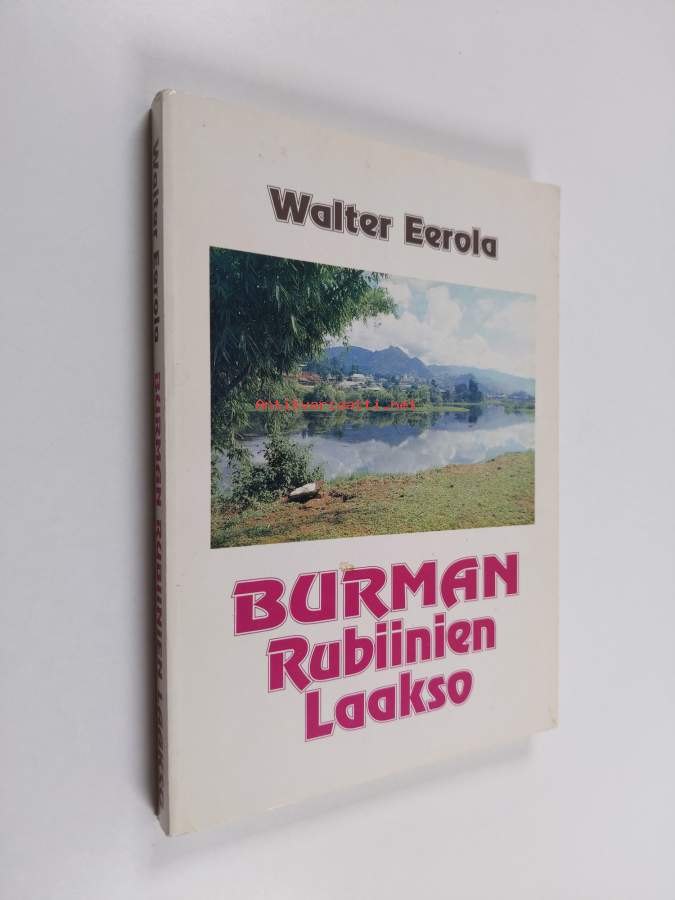 Walter Eerola
Antikvariaatti.net
BURMAN
Rubiinien
Laakso
Walter Eerola BURMAN RUBIINIEN LAAKSO